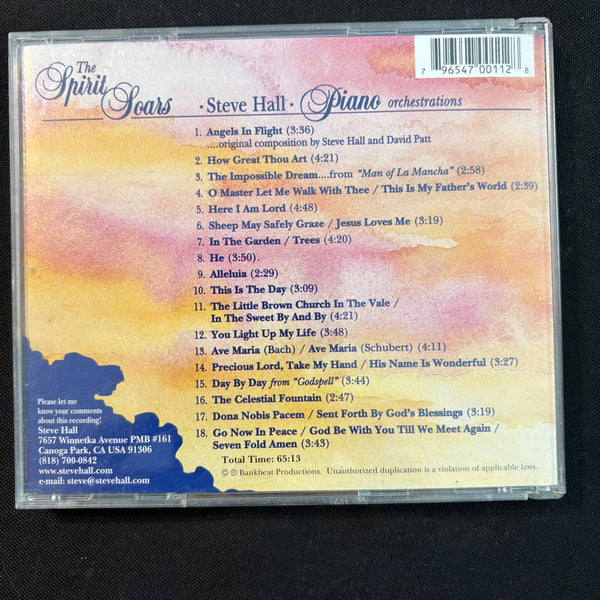 The
Spirit
Soars
· Steve Hall · Piano orchestrations
7 96547 00112 8
1. Angels In Flight (3:36)
....original composition by Steve Hall and David Patt
2. How Great Thou Art (4:21)
3. The Impossible Dream....from "Man of La Mancha" (2:58)
4. O Master Let Me Walk With Thee / This Is My Father's World (2:39)
5. Here I Am Lord (4:48)
6. Sheep May Safely Graze / Jesus Loves Me (3:19)
7. In The Garden / Trees (4:20)
8. He (3:50).
9. Alleluia (2:29)
10. This Is The Day (3:09)
11. The Little Brown Church In The Vale /
In The Sweet By And By (4:21)
12. You Light Up My Life (3:48)
13. Ave Maria (Bach) / Ave Maria (Schubert) (4:11)
14. Precious Lord, Take My Hand / His Name Is Wonderful (3:27)
15. Day By Day from "Godspell" (3:44)
16. The Celestial Fountain (2:47)
17. Dona Nobis Pacem / Sent Forth By God's Blessings (3:19)
18. Go Now In Peace / God Be With You Till We Meet Again /
Seven Fold Amen (3:43)
Total Time: 65:13
© ℗ Bankbeat Productions. Unauthorized duplication is a violation of applicable laws.
Please let me
know your comments
about this recording!
Steve Hall
7657 Winnetka Avenue PMB #161
Canoga Park, CA USA 91306
(818) 700-0842
www.stevehall.com
e-mail: steve@stevehall.com